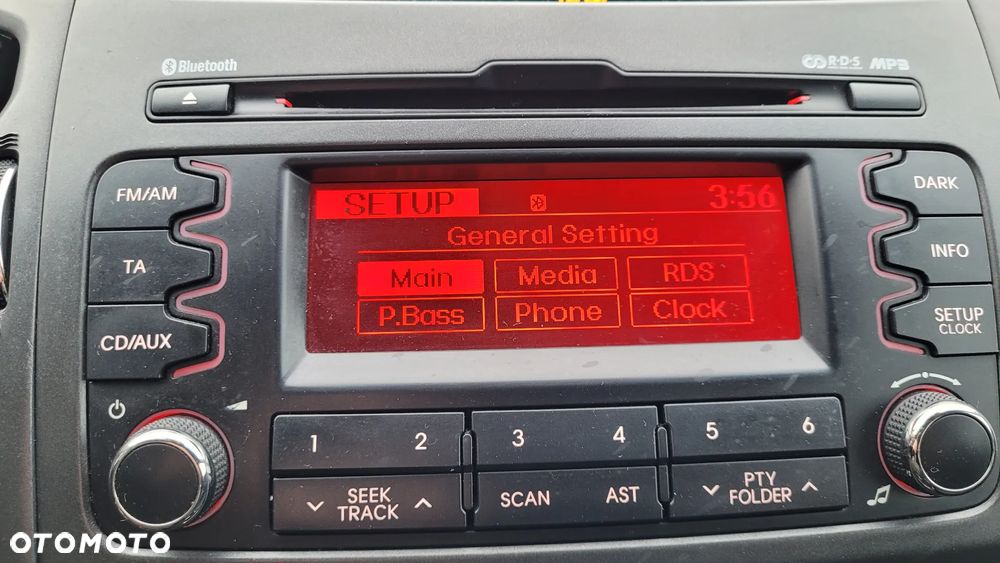 Bluetooth
R·D·S MP3
FM/AM
TA
CD/AUX
SETUP 3:56
General Setting
Main Media RDS
P.Bass Phone Clock
DARK
INFO
SETUP
CLOCK
1 2 3 4 5 6
SEEK
TRACK
SCAN AST
PTY
FOLDER
OTOMOTO